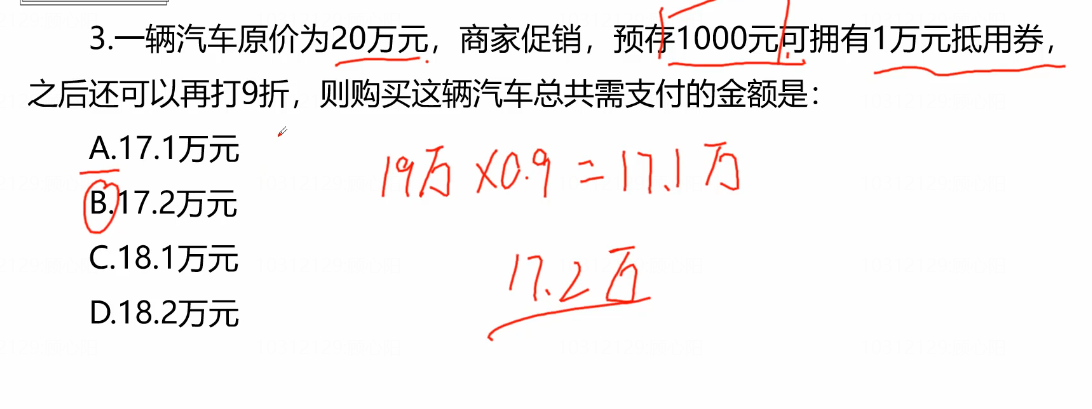 3.一辆汽车原价为20万元，商家促销，预存1000元可拥有1万元抵用券，
之后还可以再打9折，则购买这辆汽车总共需支付的金额是：
A.17.1万元
B.17.2万元
C.18.1万元
D.18.2万元
19万×0.9=17.1万
17.2万